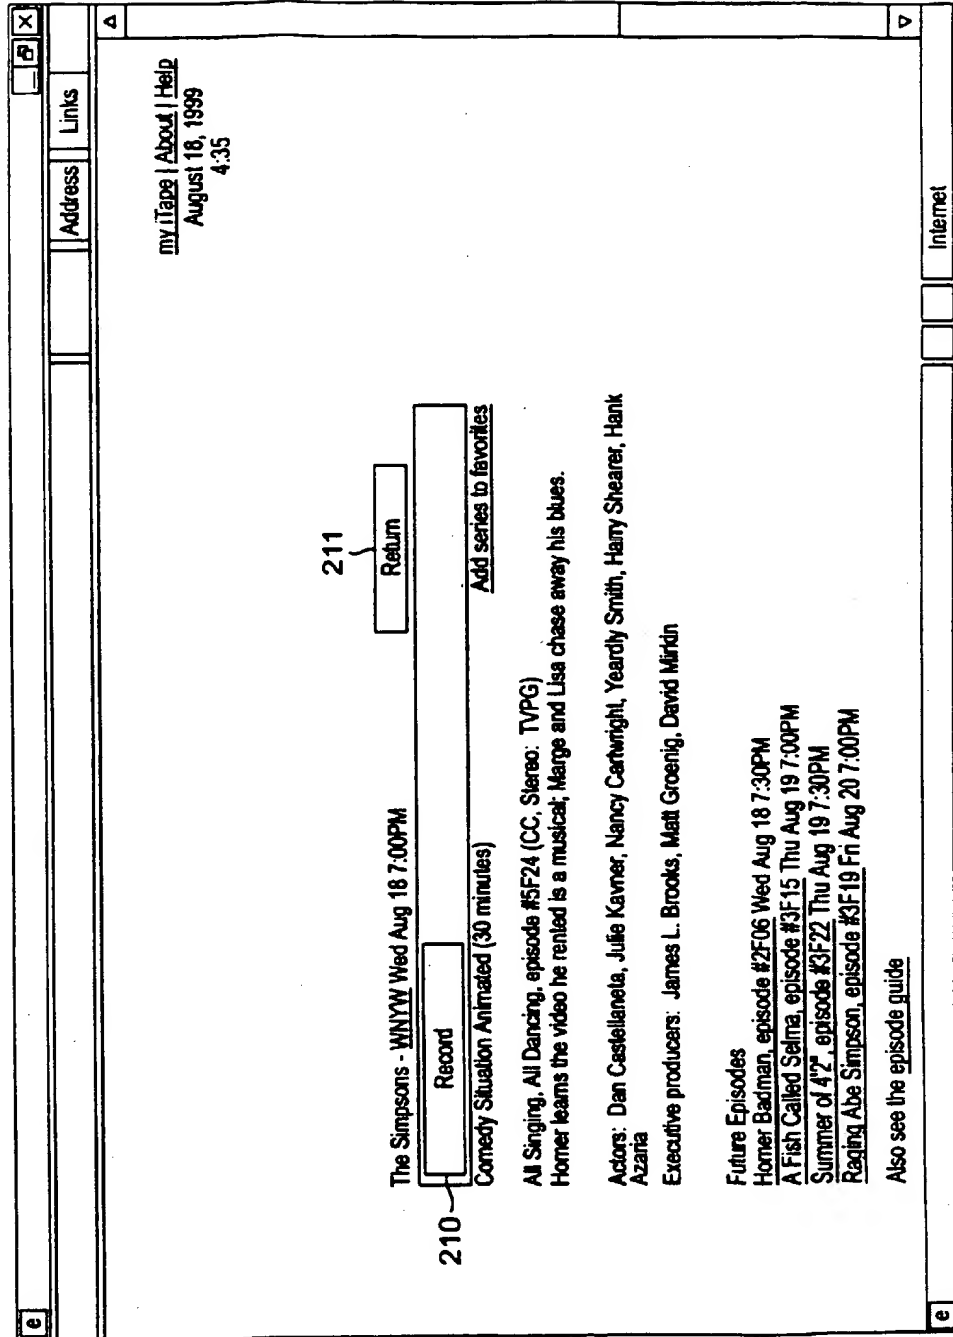 e
Address
Links
my iTape | About | Help
August 18, 1999
4:35
211
The Simpsons - WNYW Wed Aug 18 7:00PM
Return
210
Record
Comedy Situation Animated (30 minutes)
Add series to favorites
All Singing, All Dancing, episode #5F24 (CC, Stereo: TVPG)
Homer learns the video he rented is a musical; Marge and Lisa chase away his blues.
Actors: Dan Castellaneta, Julie Kavner, Nancy Cartwright, Yeardly Smith, Harry Shearer, Hank
Azaria
Executive producers: James L. Brooks, Matt Groenig, David Mirkin
Future Episodes
Homer Badman, episode #2F06 Wed Aug 18 7:30PM
A Fish Called Selma, episode #3F15 Thu Aug 19 7:00PM
Summer of 4'2", episode #3F22 Thu Aug 19 7:30PM
Raging Abe Simpson, episode #3F19 Fri Aug 20 7:00PM
Also see the episode guide
e
Internet